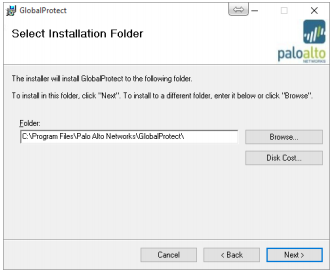 GlobalProtect
Select Installation Folder
paloalto
NETWORKS
The installer will install GlobalProtect to the following folder.
To install in this folder, click "Next". To install to a different folder, enter it below or click "Browse".
Folder:
C:\Program Files\Palo Alto Networks\GlobalProtect\
Browse...
Disk Cost...
Cancel
< Back
Next >